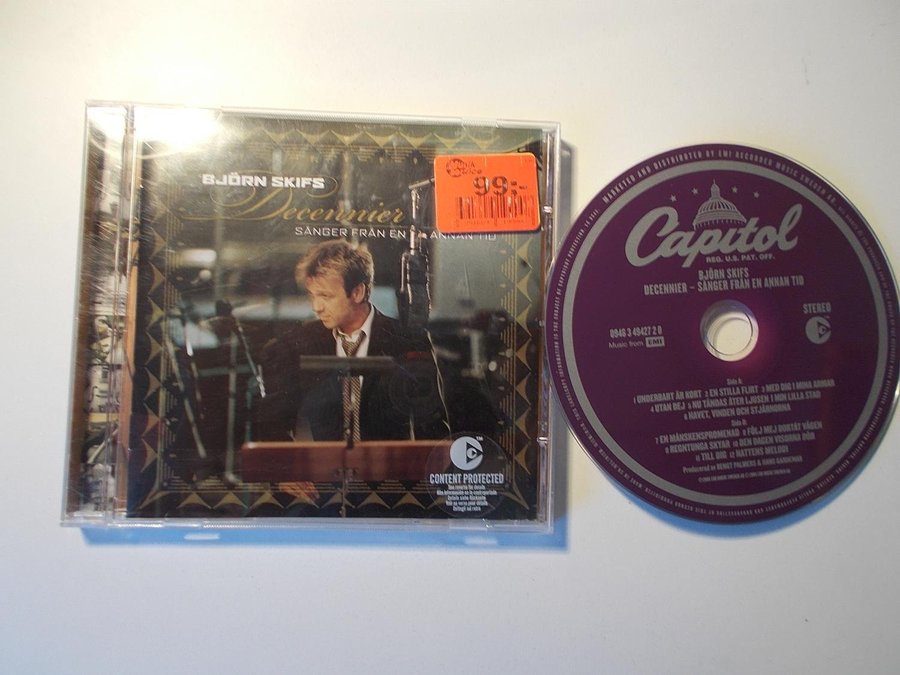 BJÖRN SKIFS
Decennier
SÅNGER FRÅN EN ANNAN TID
99:-
CONTENT PROTECTED
MARKETED AND DISTRIBUTED BY EMI RECORDED MUSIC SWEDEN AB.
Capitol
REG. U.S. PAT. OFF.
BJÖRN SKIFS
DECENNIER – SÅNGER FRÅN EN ANNAN TID
STEREO
0946 3 49427 2 0
Music from EMI
Side A:
1 UNDERBART ÄR KORT 2 EN STILLA FLIRT 3 MED DIG I MINA ARMAR
4 UTAN DEJ 5 NU TÄNDAS ÅTER LJUSEN I MIN LILLA STAD
6 HAVET, VINDEN OCH STJÄRNORNA
Side B:
7 EN MÅNSKENSPROMENAD 8 FÖLJ MEJ BORTÅT VÄGEN
9 REGNTUNGA SKYAR 10 DEN DAGEN VISORNA DÖR
11 TILL DIG 12 NATTENS MELODI
Produced by BENGT PALMERS & HANS GARDEMAR